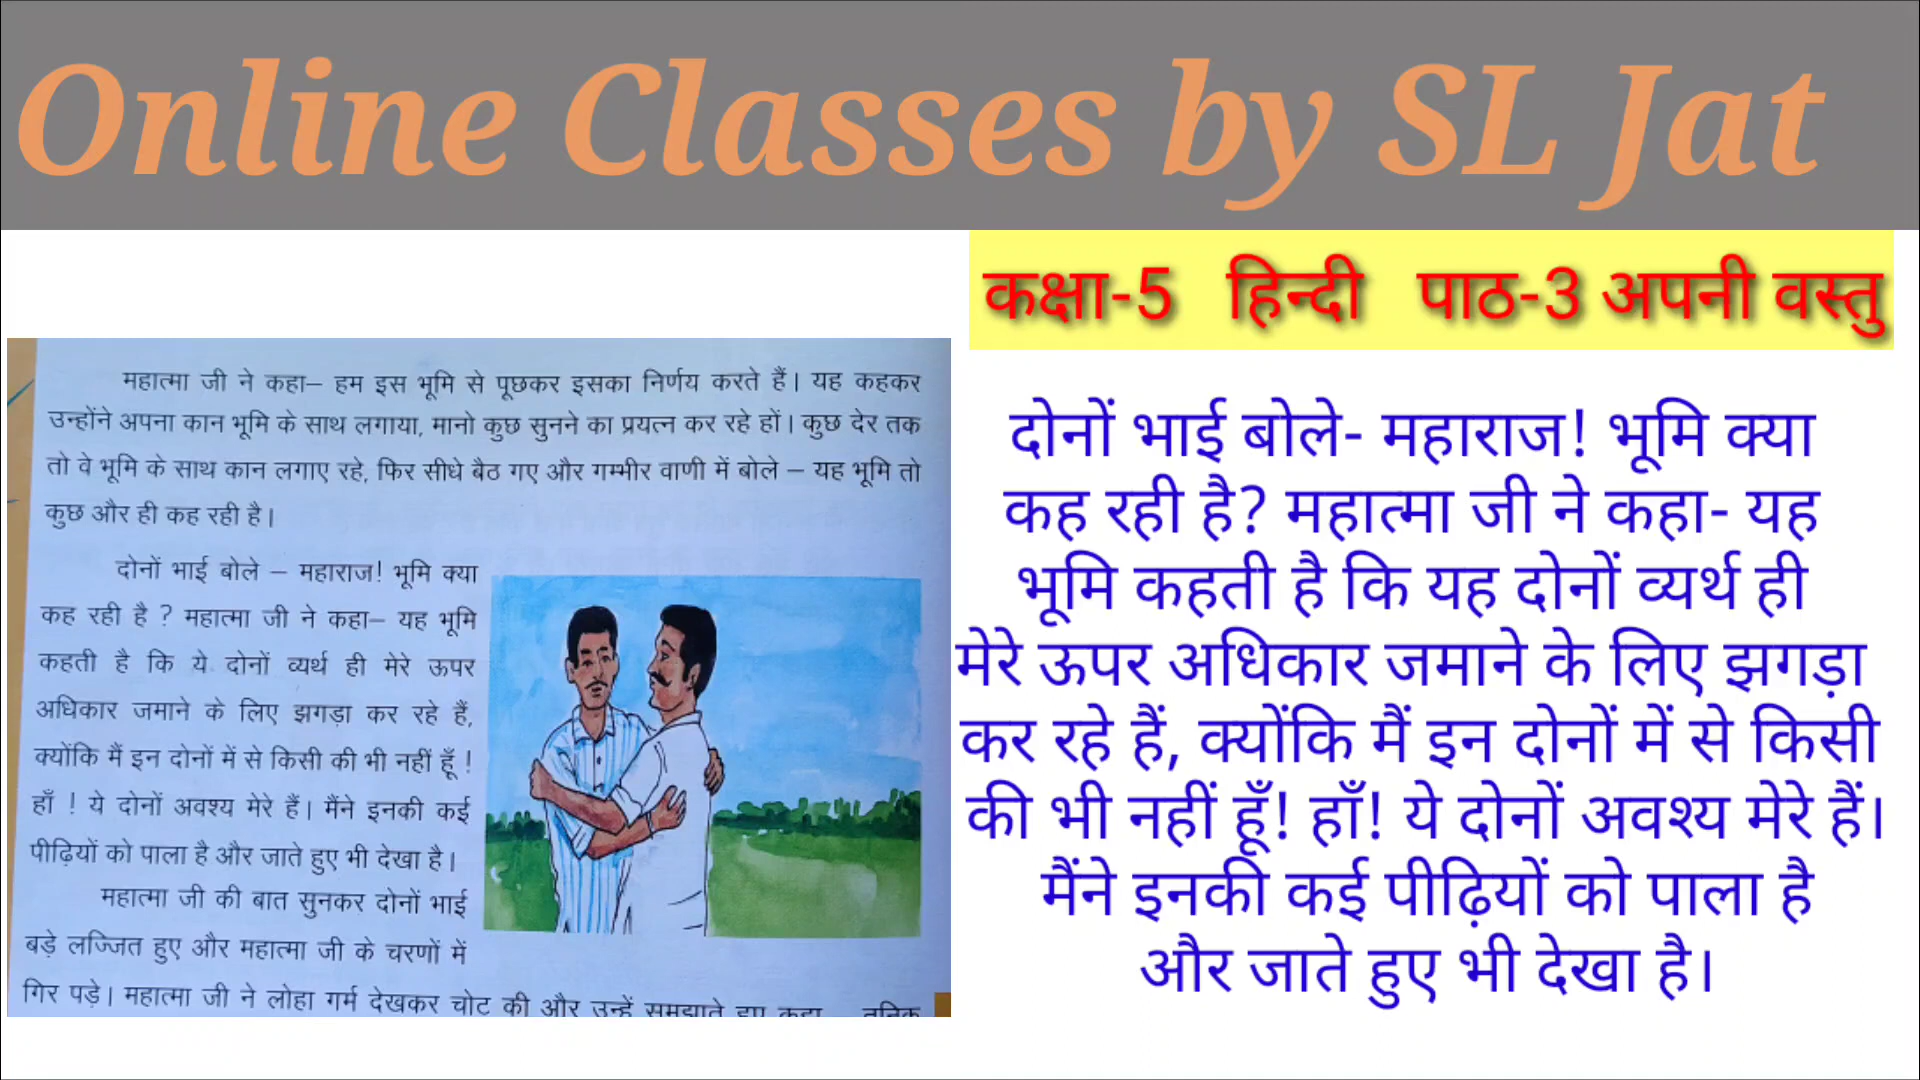 Online Classes by SL Jat
कक्षा-5 हिन्दी पाठ-3 अपनी वस्तु
महात्मा जी ने कहा– हम इस भूमि से पूछकर इसका निर्णय करते हैं। यह कहकर
उन्होंने अपना कान भूमि के साथ लगाया, मानो कुछ सुनने का प्रयत्न कर रहे हों। कुछ देर तक
तो वे भूमि के साथ कान लगाए रहे, फिर सीधे बैठ गए और गम्भीर वाणी में बोले – यह भूमि तो
कुछ और ही कह रही है।
दोनों भाई बोले – महाराज! भूमि क्या
कह रही है ? महात्मा जी ने कहा– यह भूमि
कहती है कि ये दोनों व्यर्थ ही मेरे ऊपर
अधिकार जमाने के लिए झगड़ा कर रहे हैं,
क्योंकि मैं इन दोनों में से किसी की भी नहीं हूँ !
हाँ ! ये दोनों अवश्य मेरे हैं। मैंने इनकी कई
पीढ़ियों को पाला है और जाते हुए भी देखा है।
महात्मा जी की बात सुनकर दोनों भाई
बड़े लज्जित हुए और महात्मा जी के चरणों में
गिर पड़े। महात्मा जी ने लोहा गर्म देखकर चोट की और उन्हें समझाते हुए कहा – तनिक
दोनों भाई बोले- महाराज! भूमि क्या
कह रही है? महात्मा जी ने कहा- यह
भूमि कहती है कि यह दोनों व्यर्थ ही
मेरे ऊपर अधिकार जमाने के लिए झगड़ा
कर रहे हैं, क्योंकि मैं इन दोनों में से किसी
की भी नहीं हूँ! हाँ! ये दोनों अवश्य मेरे हैं।
मैंने इनकी कई पीढ़ियों को पाला है
और जाते हुए भी देखा है।